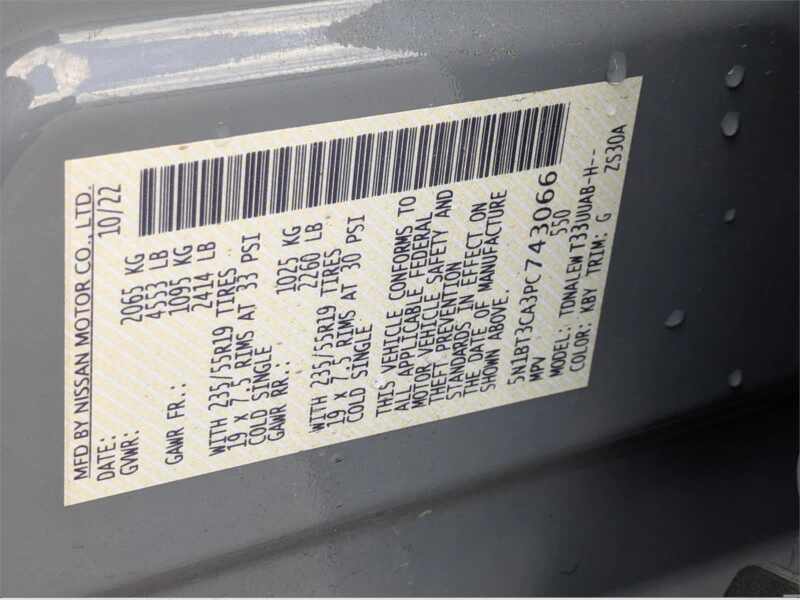 MFD BY NISSAN MOTOR CO., LTD.
DATE: 10/22
GVWR: 2065 KG
4553 LB
GAWR FR.: 1095 KG
2414 LB
WITH 235/55R19 TIRES
19 x 7.5 RIMS AT 33 PSI
COLD SINGLE
GAWR RR.: 1025 KG
2260 LB
WITH 235/55R19 TIRES
19 x 7.5 RIMS AT 30 PSI
COLD SINGLE
THIS VEHICLE CONFORMS TO
ALL APPLICABLE FEDERAL
MOTOR VEHICLE SAFETY AND
THEFT PREVENTION
STANDARDS IN EFFECT ON
THE DATE OF MANUFACTURE
SHOWN ABOVE.
5N1BT3CA3PC743066
MPV 550
MODEL: TDNALEW T33UUAB-H--
COLOR: KBY TRIM: G ZS30A